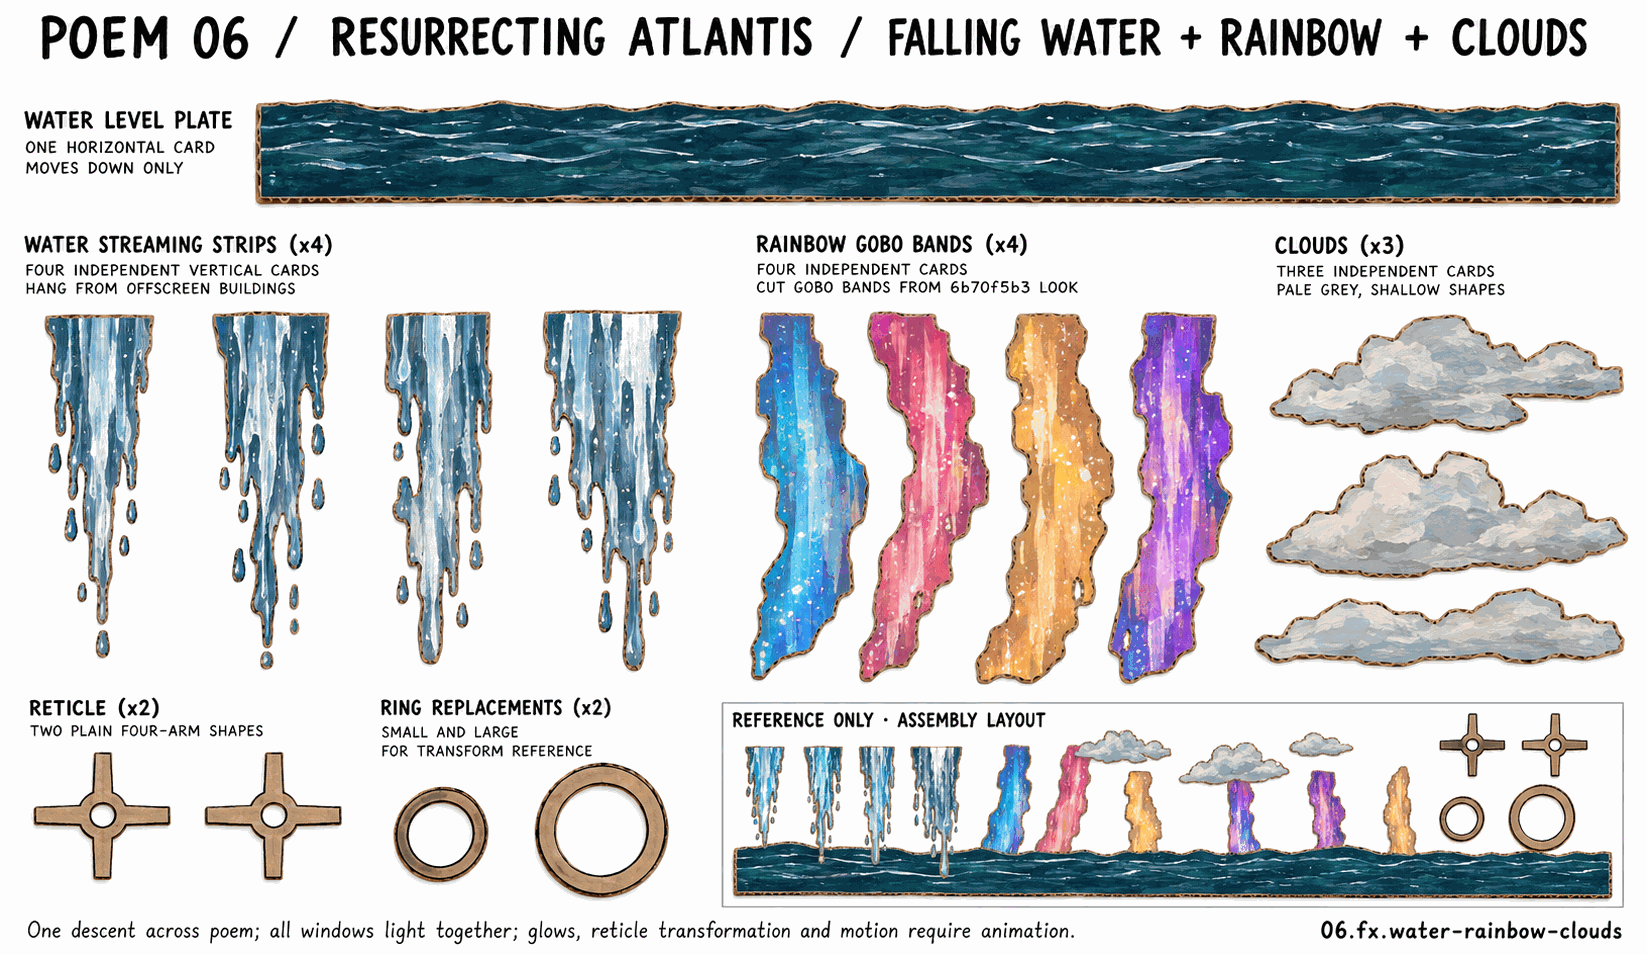 POEM 06 / RESURRECTING ATLANTIS / FALLING WATER + RAINBOW + CLOUDS
WATER LEVEL PLATE
ONE HORIZONTAL CARD
MOVES DOWN ONLY
WATER STREAMING STRIPS (x4)
FOUR INDEPENDENT VERTICAL CARDS
HANG FROM OFFSCREEN BUILDINGS
RAINBOW GOBO BANDS (x4)
FOUR INDEPENDENT CARDS
CUT GOBO BANDS FROM 6b70f5b3 LOOK
CLOUDS (x3)
THREE INDEPENDENT CARDS
PALE GREY, SHALLOW SHAPES
RETICLE (x2)
TWO PLAIN FOUR-ARM SHAPES
RING REPLACEMENTS (x2)
SMALL AND LARGE
FOR TRANSFORM REFERENCE
REFERENCE ONLY · ASSEMBLY LAYOUT
One descent across poem; all windows light together; glows, reticle transformation and motion require animation.
06.fx.water-rainbow-clouds